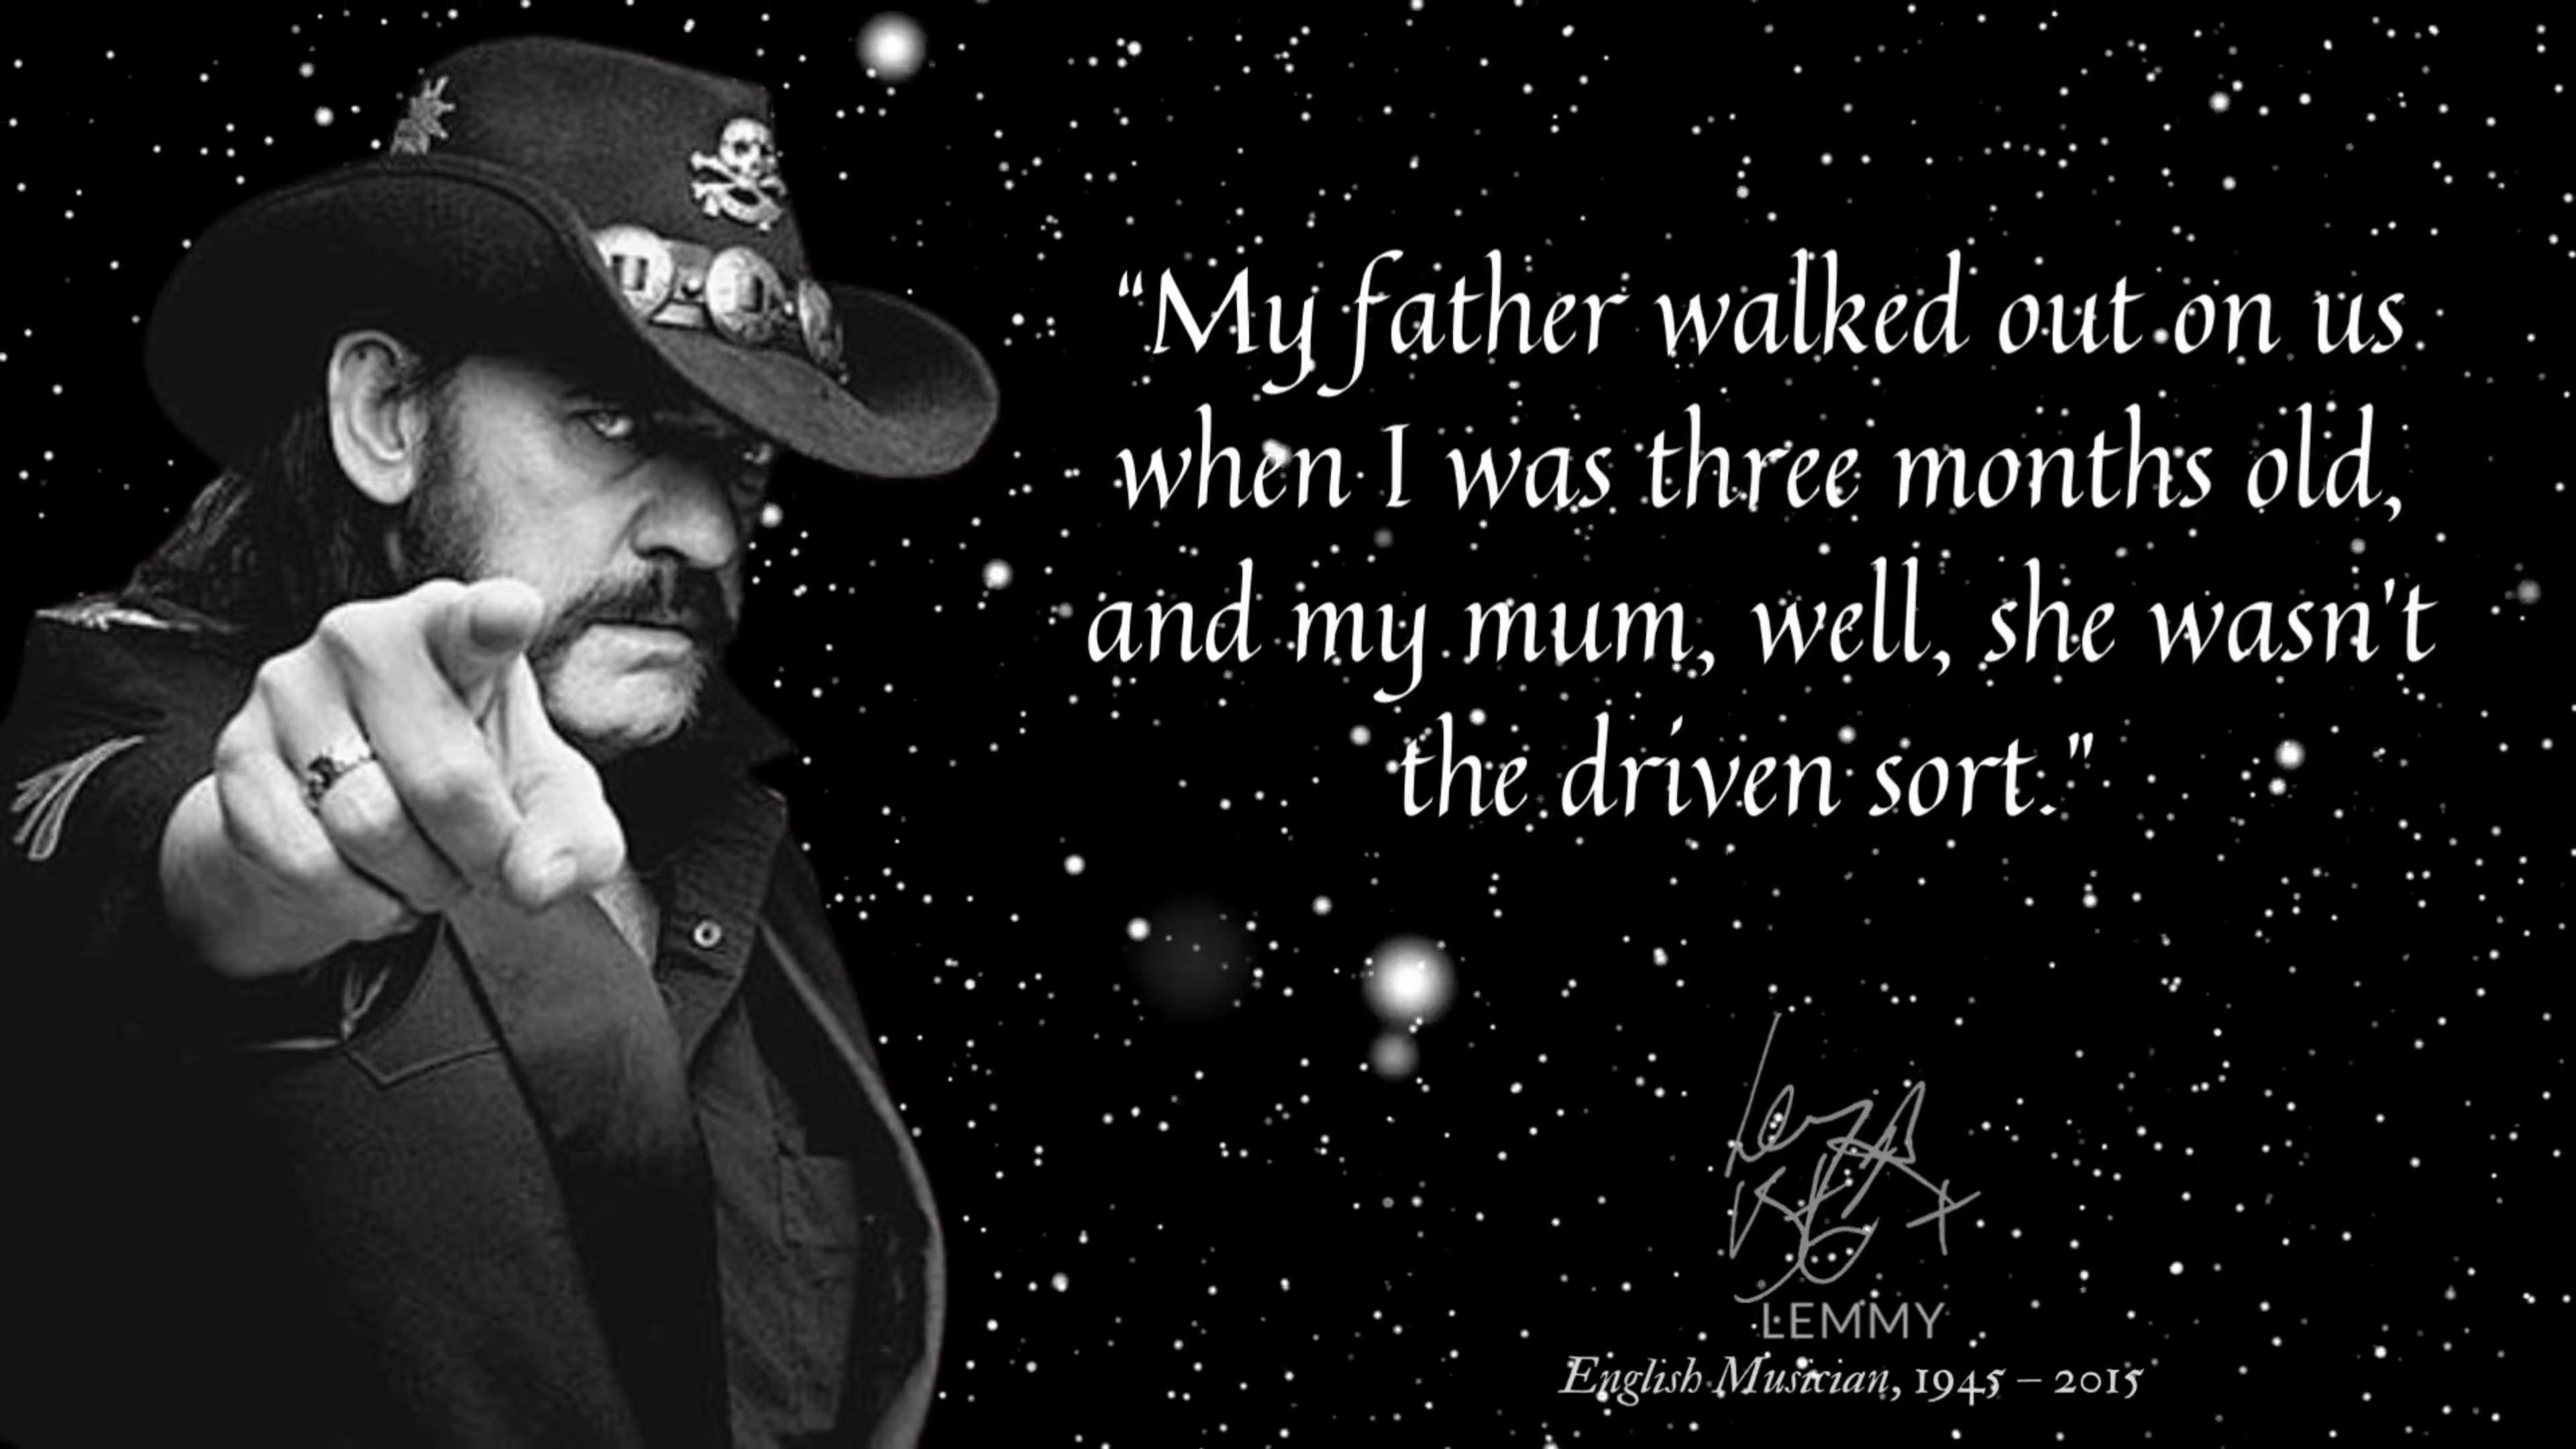 “My father walked out on us
when I was three months old,
and my mum, well, she wasn't
the driven sort."
LEMMY
English Musician, 1945 – 2015